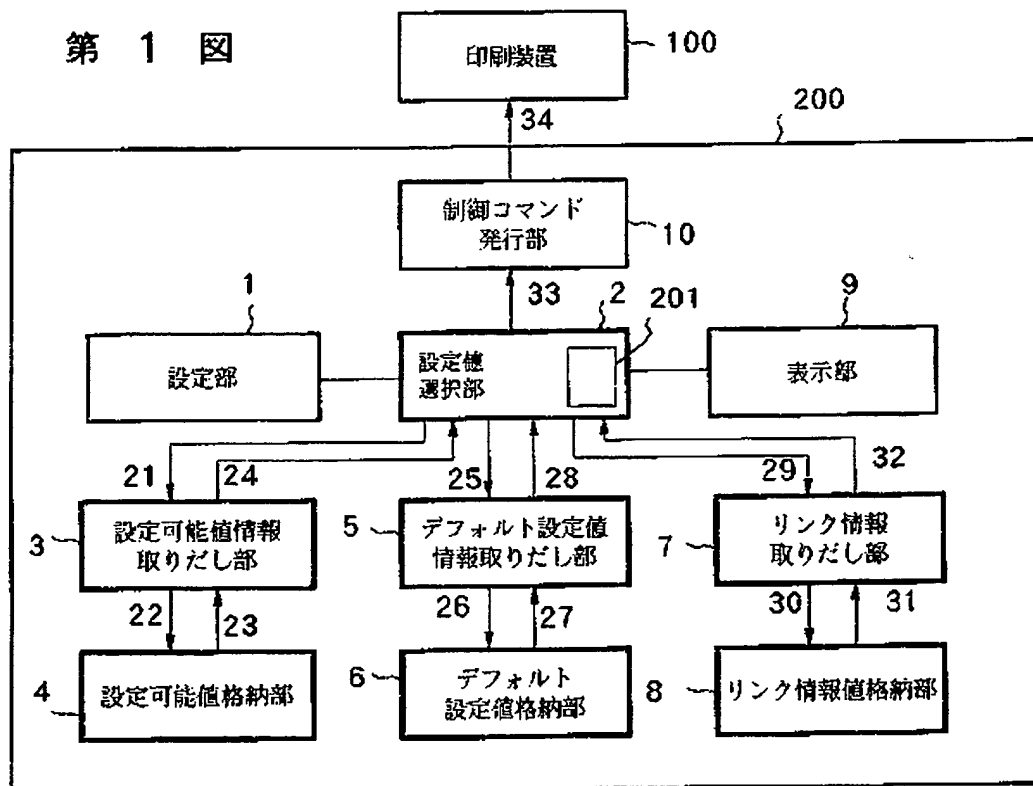 第 1 図
印刷装置
100
200
34
制御コマンド
発行部
10
33
1
2
201
9
設定部
設定値
選択部
表示部
21
24
25
28
29
32
3
設定可能値情報
取りだし部
5
デフォルト設定値
情報取りだし部
7
リンク情報
取りだし部
22
23
26
27
30
31
4
設定可能値格納部
6
デフォルト
設定値格納部
8
リンク情報値格納部